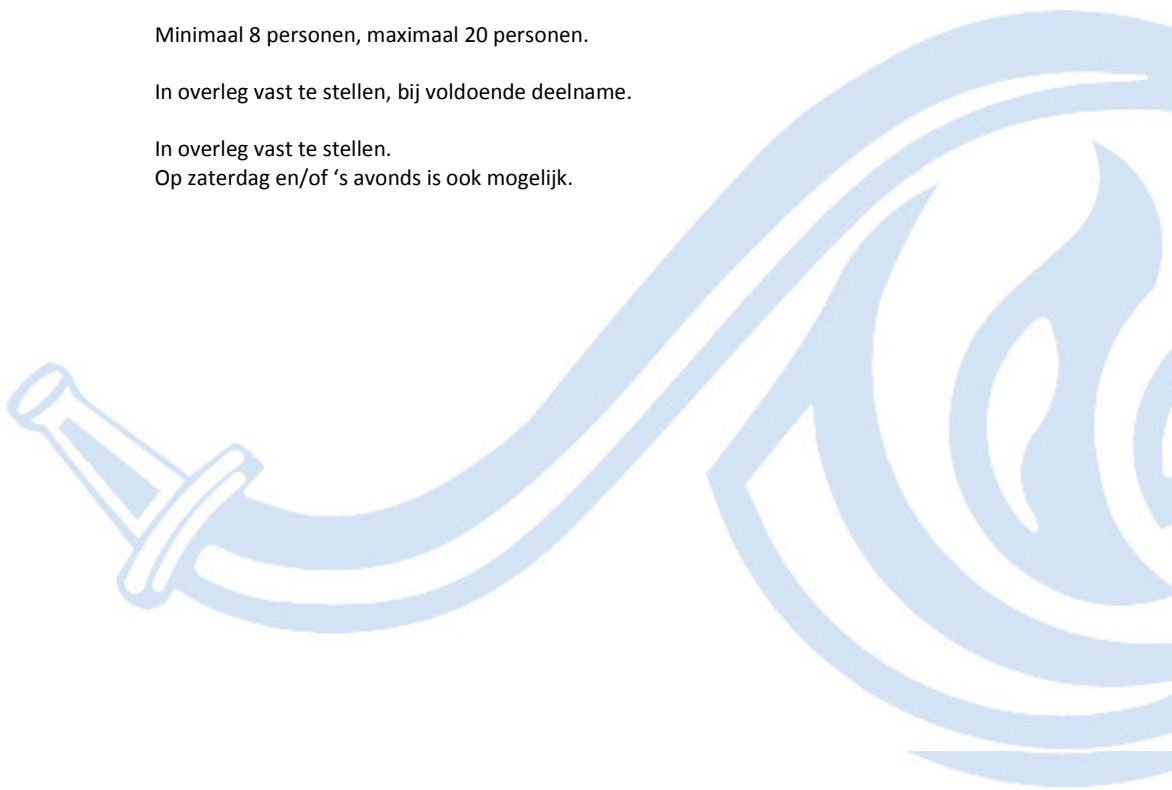 Minimaal 8 personen, maximaal 20 personen.
In overleg vast te stellen, bij voldoende deelname.
In overleg vast te stellen.
Op zaterdag en/of ‘s avonds is ook mogelijk.